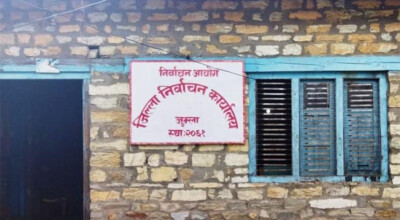 निर्वाचन आयोग
जिल्ला निर्वाचन कार्यालय
जुम्ला
स्था:२०६१